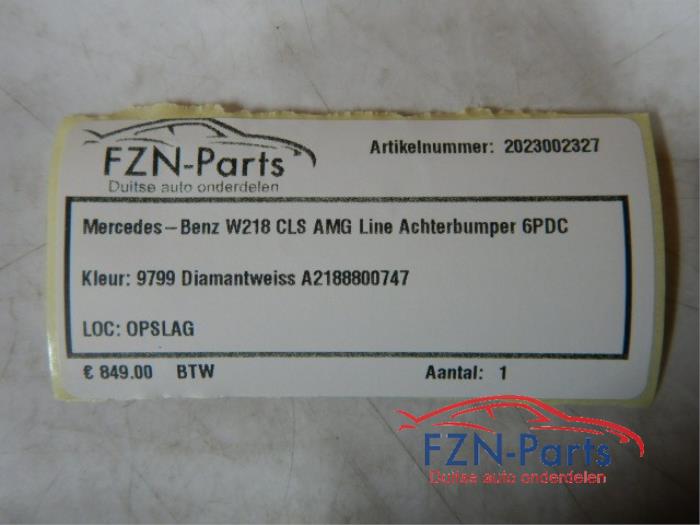 FZN-Parts
Duitse auto onderdelen
Artikelnummer: 2023002327
Mercedes-Benz W218 CLS AMG Line Achterbumper 6PDC
Kleur: 9799 Diamantweiss A2188800747
LOC: OPSLAG
€ 849.00 BTW Aantal: 1
FZN-Parts
Duitse auto onderdelen